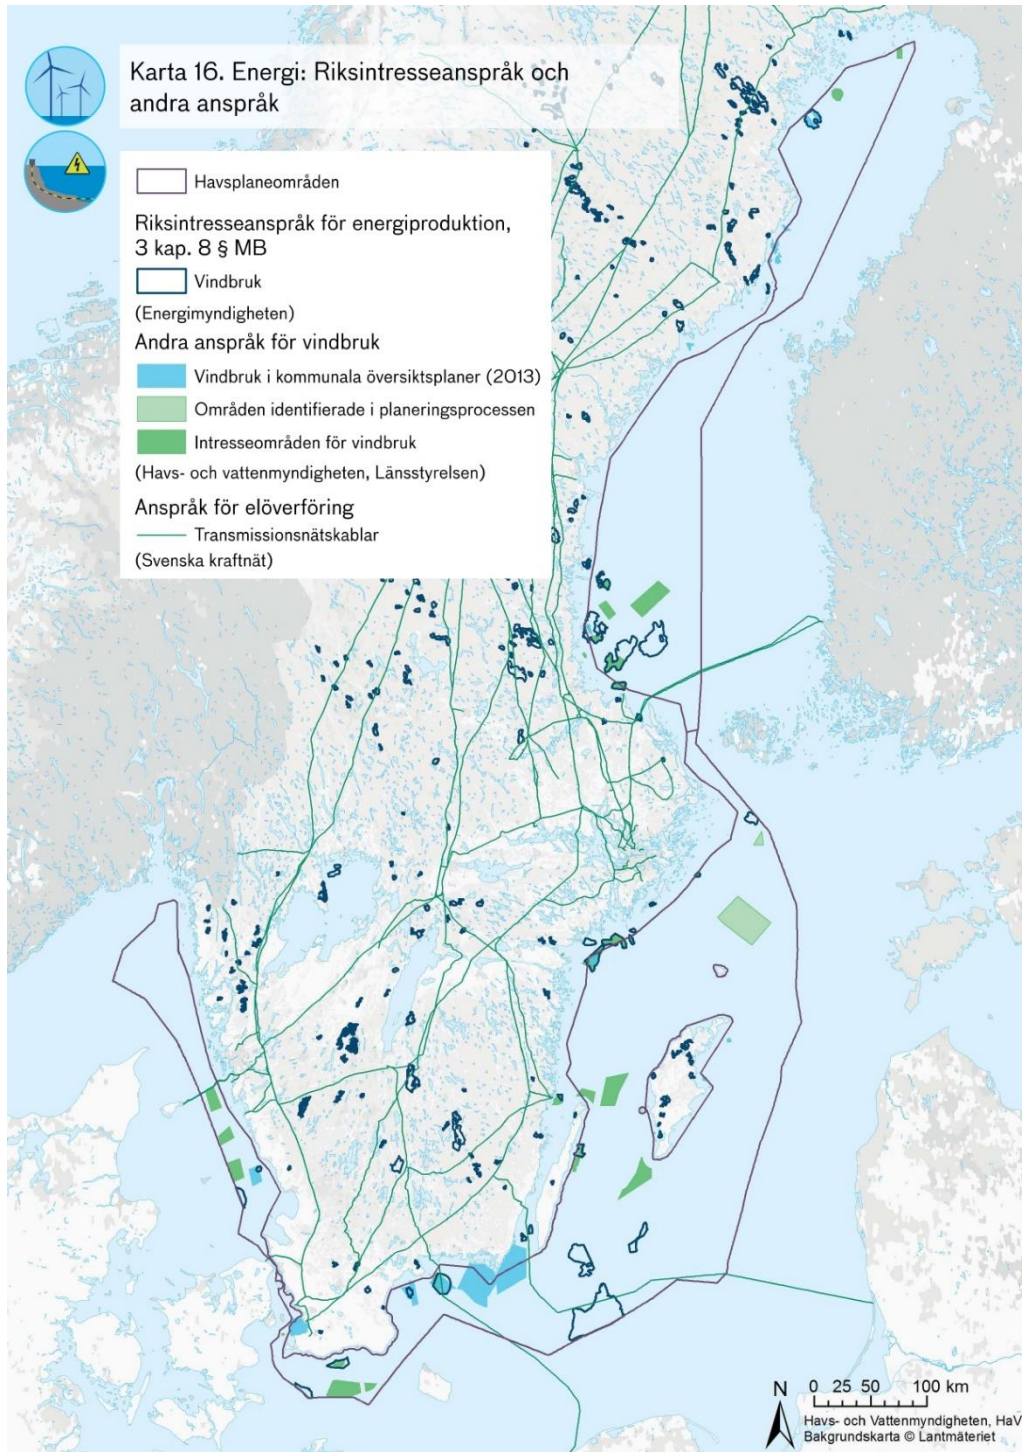 Karta 16. Energi: Riksintresseanspråk och
andra anspråk
Havsplaneområden
Riksintresseanspråk för energiproduktion,
3 kap. 8 § MB
Vindbruk
(Energimyndigheten)
Andra anspråk för vindbruk
Vindbruk i kommunala översiktsplaner (2013)
Områden identifierade i planeringsprocessen
Intresseområden för vindbruk
(Havs- och vattenmyndigheten, Länsstyrelsen)
Anspråk för elöverföring
Transmissionsnätskablar
(Svenska kraftnät)
N
0 25 50 100 km
Havs- och Vattenmyndigheten, HaV
Bakgrundskarta © Lantmäteriet